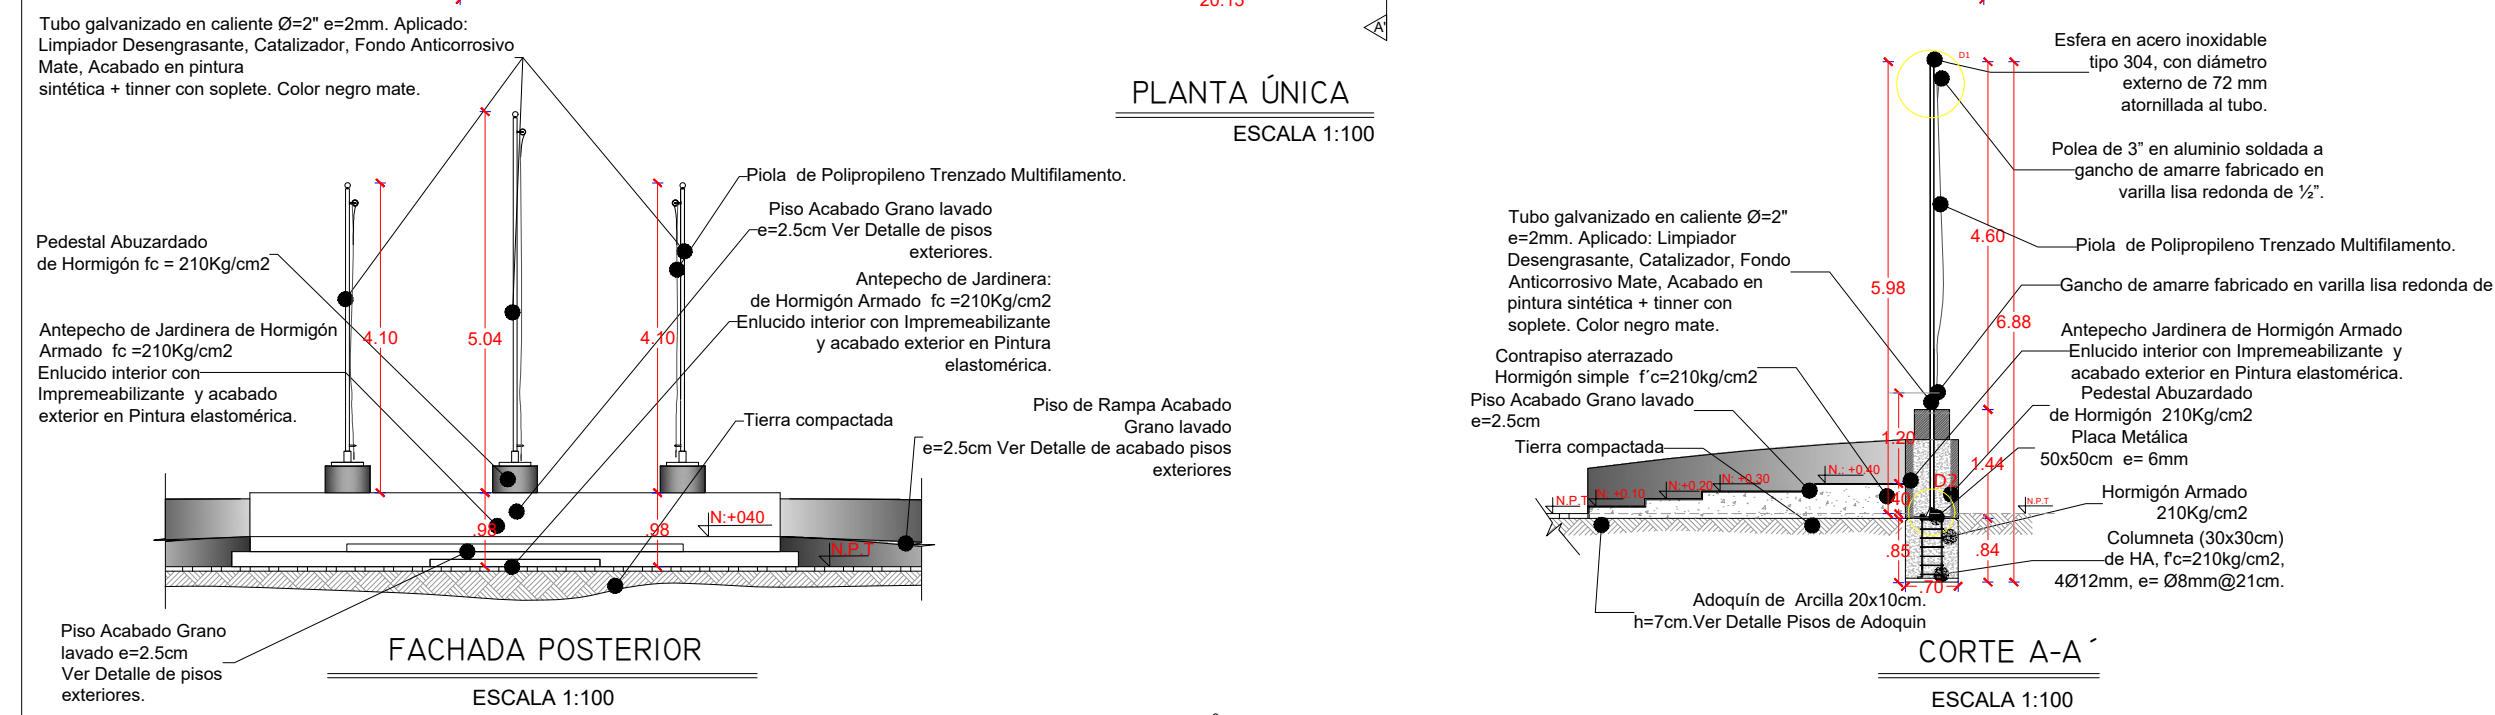 20.15
Tubo galvanizado en caliente Ø=2" e=2mm. Aplicado:
Limpiador Desengrasante, Catalizador, Fondo Anticorrosivo
Mate, Acabado en pintura
sintética + tinner con soplete. Color negro mate.
A'
PLANTA ÚNICA
ESCALA 1:100
Piola de Polipropileno Trenzado Multifilamento.
Piso Acabado Grano lavado
e=2.5cm Ver Detalle de pisos
exteriores.
Pedestal Abuzardado
de Hormigón fc = 210Kg/cm2
Antepecho de Jardinera:
de Hormigón Armado fc =210Kg/cm2
Enlucido interior con Impremeabilizante
y acabado exterior en Pintura
elastomérica.
Antepecho de Jardinera de Hormigón
Armado fc =210Kg/cm2
Enlucido interior con
Impremeabilizante y acabado
exterior en Pintura elastomérica.
4.10
5.04
4.10
Tierra compactada
Piso de Rampa Acabado
Grano lavado
e=2.5cm Ver Detalle de acabado pisos
exteriores
.98
.98
N:+040
N.P.T
Piso Acabado Grano
lavado e=2.5cm
Ver Detalle de pisos
exteriores.
FACHADA POSTERIOR
ESCALA 1:100
D1
Esfera en acero inoxidable
tipo 304, con diámetro
externo de 72 mm
atornillada al tubo.
Polea de 3” en aluminio soldada a
gancho de amarre fabricado en
varilla lisa redonda de ½”.
Tubo galvanizado en caliente Ø=2"
e=2mm. Aplicado: Limpiador
Desengrasante, Catalizador, Fondo
Anticorrosivo Mate, Acabado en
pintura sintética + tinner con
soplete. Color negro mate.
Piola de Polipropileno Trenzado Multifilamento.
Gancho de amarre fabricado en varilla lisa redonda de
5.98
4.60
6.88
Antepecho Jardinera de Hormigón Armado
Enlucido interior con Impremeabilizante y
acabado exterior en Pintura elastomérica.
Contrapiso aterrazado
Hormigón simple f´c=210kg/cm2
Piso Acabado Grano lavado
e=2.5cm
Tierra compactada
Pedestal Abuzardado
de Hormigón 210Kg/cm2
Placa Metálica
50x50cm e= 6mm
1.20
1.44
D2
.40
N.P.T
N: +0.10
N:+0.20
N: +0.30
N.: +0.40
N.P.T
Hormigón Armado
210Kg/cm2
Columneta (30x30cm)
de HA, f'c=210kg/cm2,
4Ø12mm, e= Ø8mm@21cm.
.85
.84
.70
Adoquín de Arcilla 20x10cm.
h=7cm.Ver Detalle Pisos de Adoquin
CORTE A-A´
ESCALA 1:100